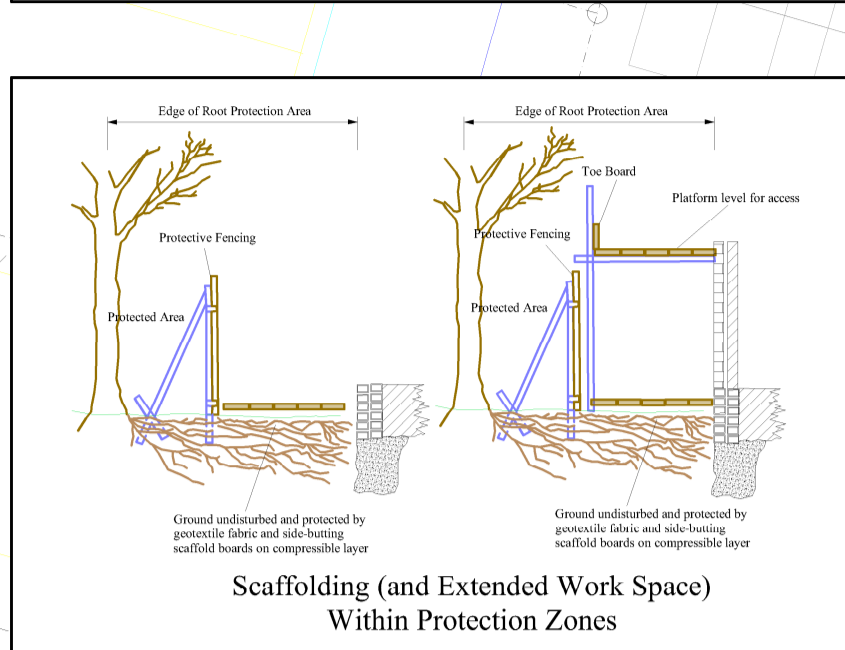 Edge of Root Protection Area
Protective Fencing
Protected Area
Ground undisturbed and protected by
geotextile fabric and side-butting
scaffold boards on compressible layer
Edge of Root Protection Area
Toe Board
Platform level for access
Protective Fencing
Protected Area
Ground undisturbed and protected by
geotextile fabric and side-butting
scaffold boards on compressible layer
Scaffolding (and Extended Work Space)
Within Protection Zones